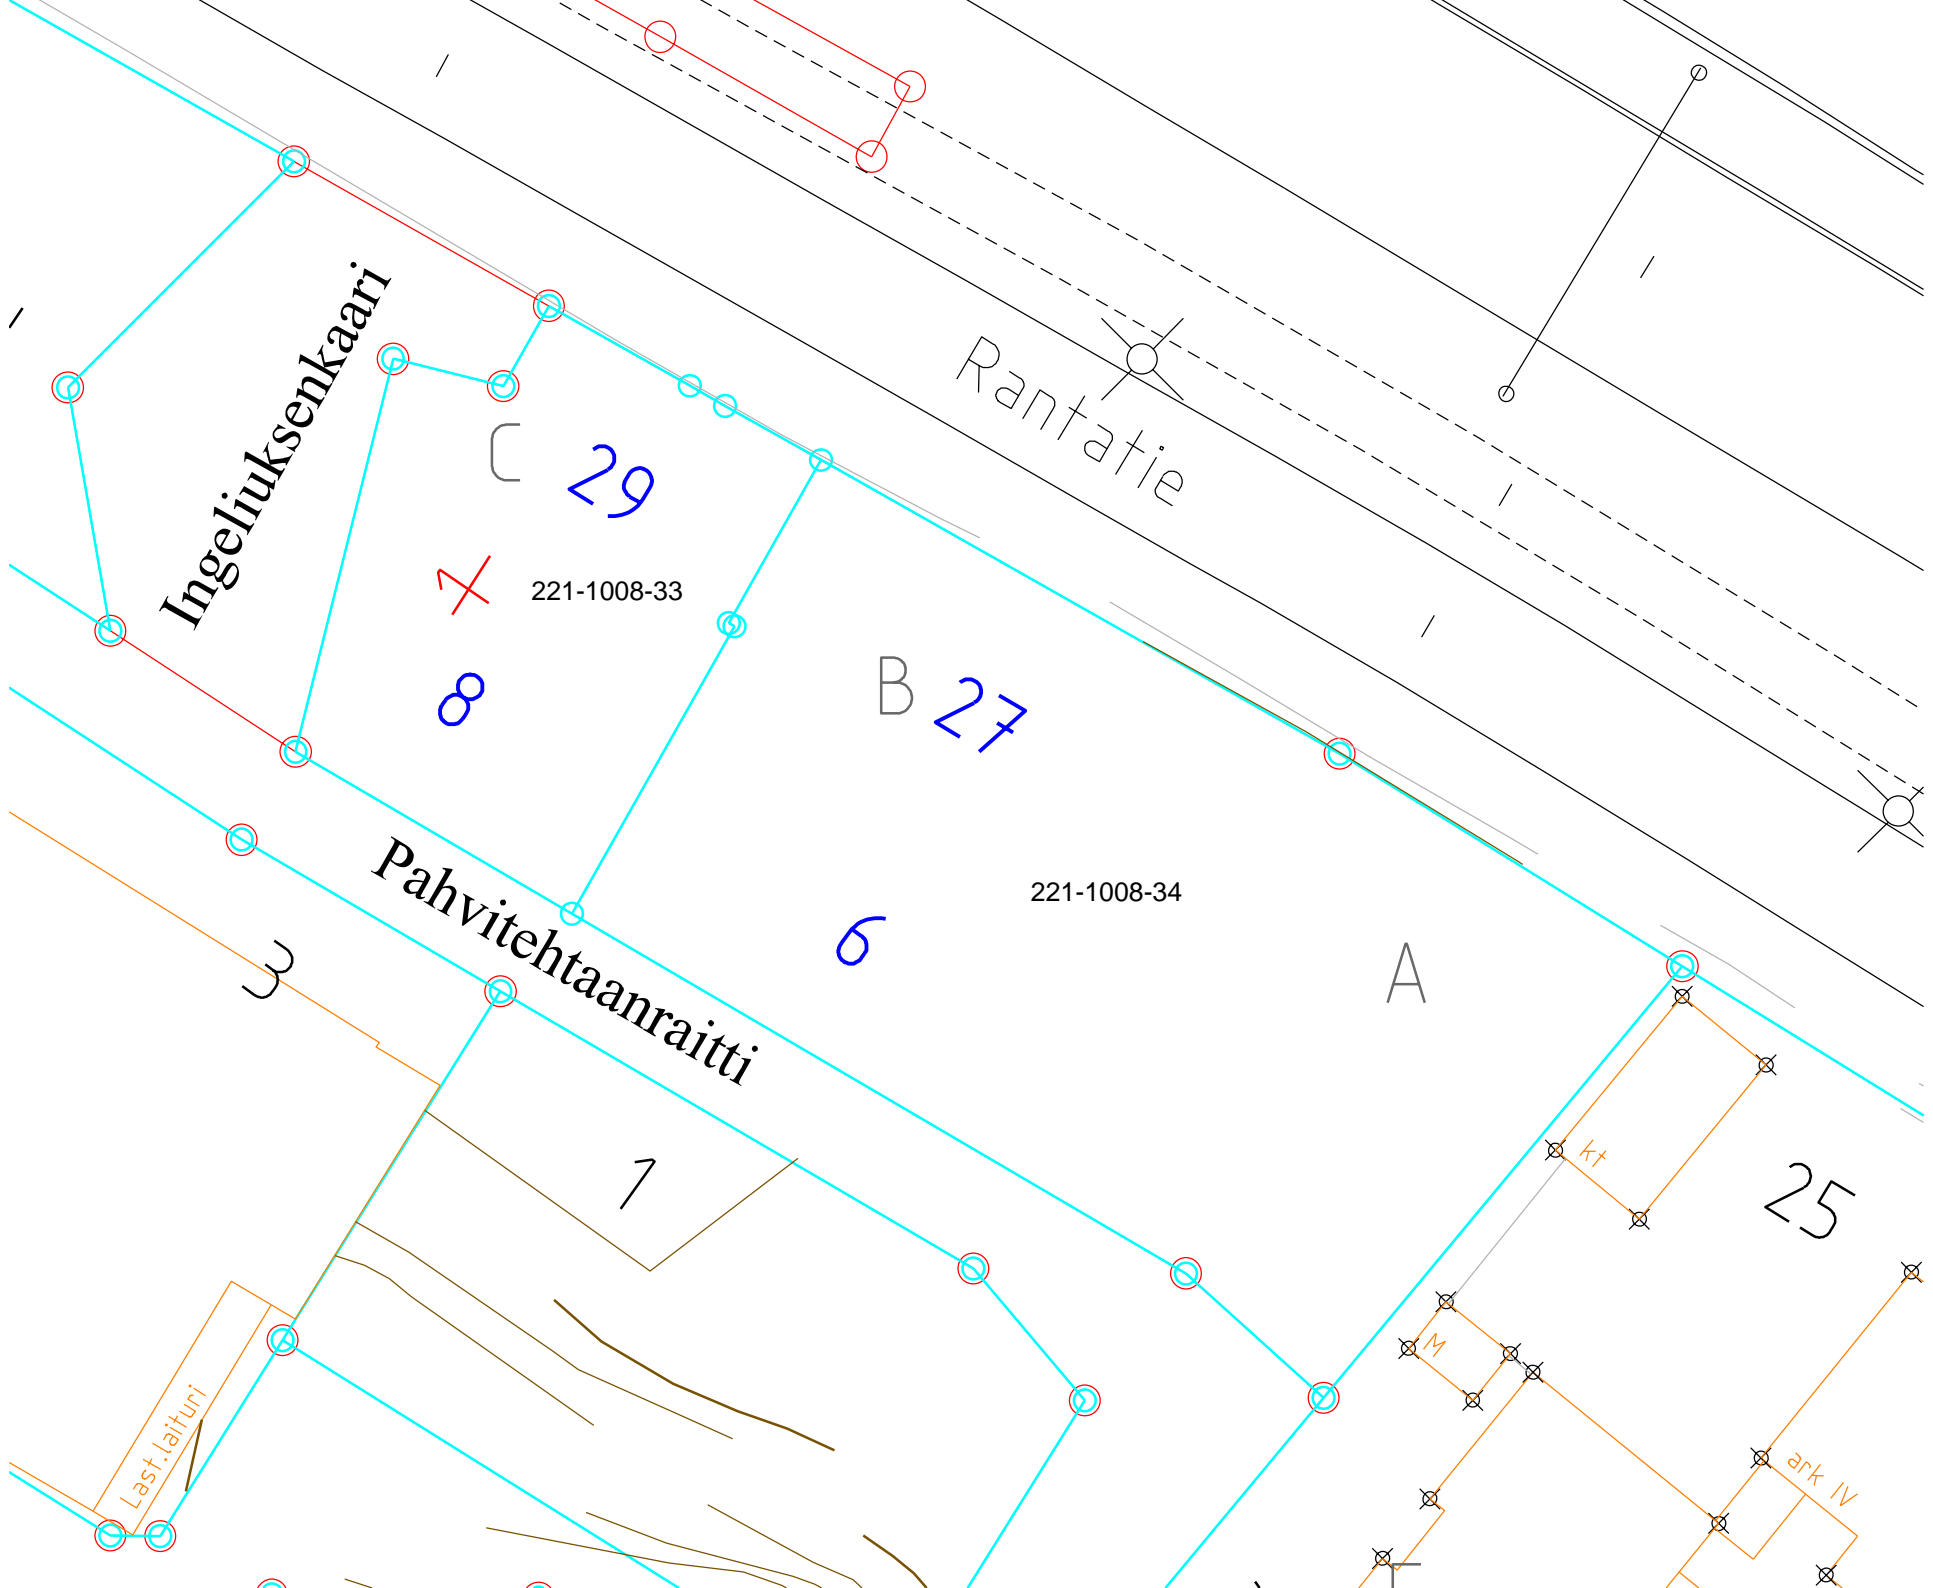 Rantatie
Ingeliuksenkaari
C
29
1
221-1008-33
8
B
27
Pahvitehtaanraitti
6
221-1008-34
A
3
1
kt
25
M
Last.laituri
ark IV